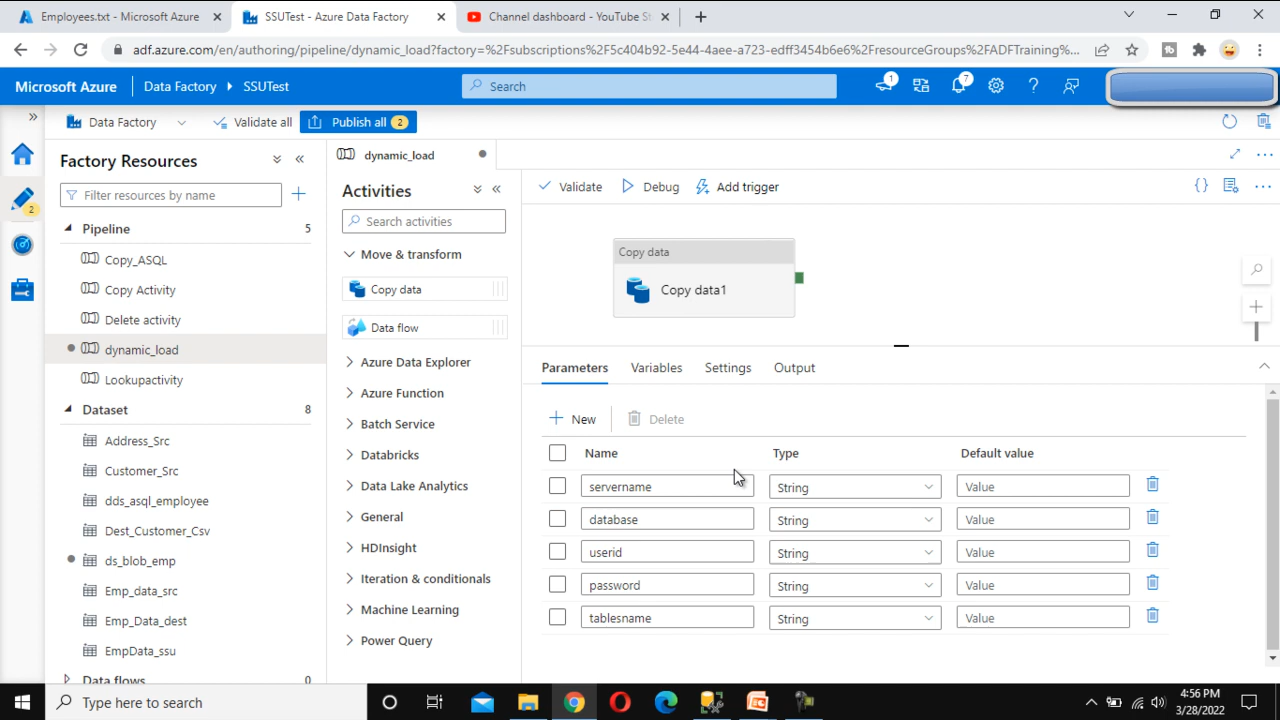 Employees.txt - Microsoft Azure
SSUTest - Azure Data Factory
Channel dashboard - YouTube St
adf.azure.com/en/authoring/pipeline/dynamic_load?factory=%2Fsubscriptions%2F5c404b92-5e44-4aee-a723-edff3454b6e6%2FresourceGroups%2FADFTraining%...
Microsoft Azure
Data Factory
SSUTest
Search
1
7
Data Factory
Validate all
Publish all
2
2
Factory Resources
Filter resources by name
Pipeline
5
Copy_ASQL
Copy Activity
Delete activity
dynamic_load
Lookupactivity
Dataset
8
Address_Src
Customer_Src
dds_asql_employee
Dest_Customer_Csv
ds_blob_emp
Emp_data_src
Emp_Data_dest
EmpData_ssu
Data flows
dynamic_load
Activities
Search activities
Move & transform
Copy data
Data flow
Azure Data Explorer
Azure Function
Batch Service
Databricks
Data Lake Analytics
General
HDInsight
Iteration & conditionals
Machine Learning
Power Query
Validate
Debug
Add trigger
Copy data
Copy data1
Parameters
Variables
Settings
Output
New
Delete
Name
Type
Default value
servername
String
Value
database
String
Value
userid
String
Value
password
String
Value
tablesname
String
Value
Type here to search
4:56 PM
3/28/2022